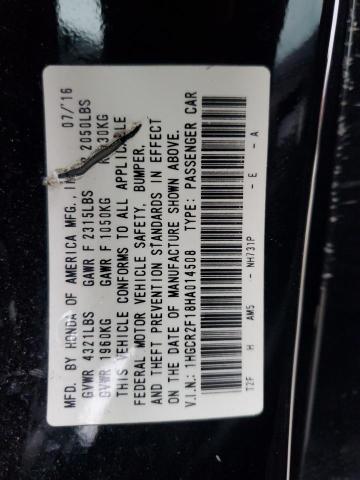 MFD. BY HONDA OF AMERICA MFG., 07/16
GVWR 4321LBS GAWR F 2315LBS 2050LBS
GVWR 1960KG GAWR F 1050KG 930KG
THIS VEHICLE CONFORMS TO ALL APPLICABLE
FEDERAL MOTOR VEHICLE SAFETY, BUMPER,
AND THEFT PREVENTION STANDARDS IN EFFECT
ON THE DATE OF MANUFACTURE SHOWN ABOVE.
V.I.N.: 1HGCR2F18HA014508 TYPE: PASSENGER CAR
T2F H AM5 - NH731P - E - A